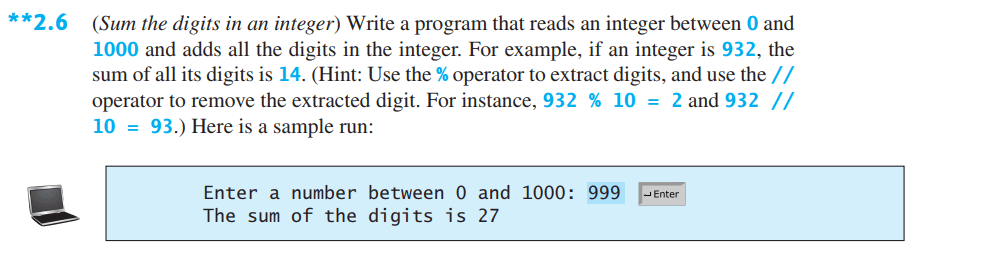 **2.6 (Sum the digits in an integer) Write a program that reads an integer between 0 and
1000 and adds all the digits in the integer. For example, if an integer is 932, the
sum of all its digits is 14. (Hint: Use the % operator to extract digits, and use the //
operator to remove the extracted digit. For instance, 932 % 10 = 2 and 932 //
10 = 93.) Here is a sample run:
Enter a number between 0 and 1000: 999 ↵Enter
The sum of the digits is 27